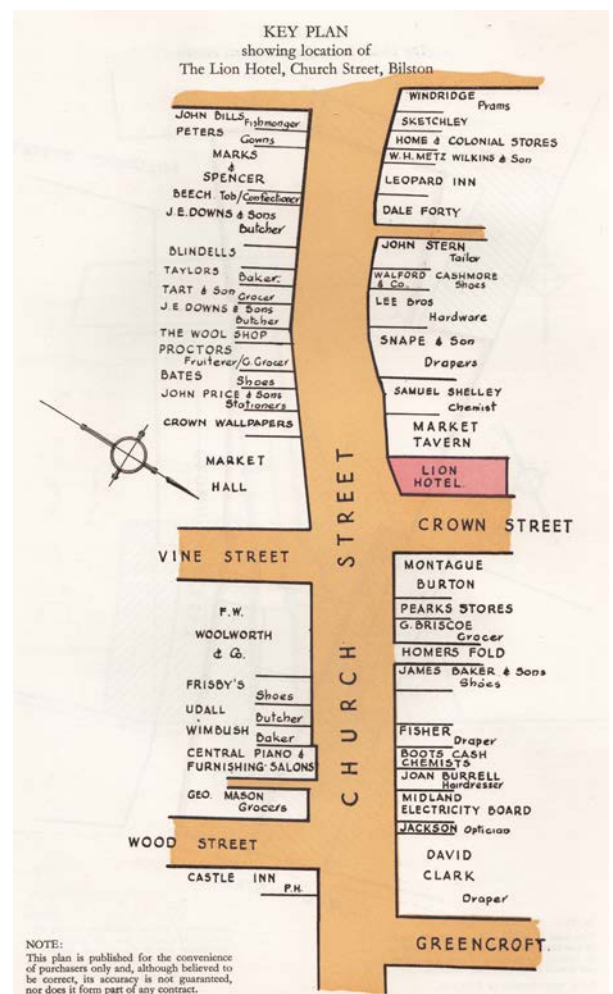 KEY PLAN
showing location of
The Lion Hotel, Church Street, Bilston
JOHN BILLS Fishmonger
PETERS
Gowns
MARKS
&
SPENCER
BEECH. Tob/Confectioner
J.E. DOWNS & Sons
Butcher
BLINDELLS
TAYLORS
Baker.
TART & Son
Grocer
J.E. DOWNS & Sons
Butcher
THE WOOL SHOP
PROCTORS
Fruiterer/G. Grocer
BATES
Shoes
JOHN PRICE & Sons
Stationers
CROWN WALLPAPERS
MARKET
HALL
VINE STREET
F.W.
WOOLWORTH
& Co.
FRISBY'S
Shoes
UDALL
Butcher
WIMBUSH
Baker
CENTRAL PIANO &
FURNISHING-SALONS
GEO. MASON
Grocers
WOOD STREET
CASTLE INN
P.H.
CHURCH STREET
WINDRIDGE
Prams
SKETCHLEY
HOME & COLONIAL STORES
W.H. METZ WILKINS & Son
LEOPARD INN
DALE FORTY
JOHN STERN
Tailor
WALFORD CASHMORE
& Co. Shoes
LEE Bros
Hardware
SNAPE & Son
Drapers
SAMUEL SHELLEY
Chemist
MARKET
TAVERN
LION
HOTEL.
CROWN STREET
MONTAGUE
BURTON
PEARKS STORES
G. BRISCOE
Grocer
HOMERS FOLD
JAMES BAKER & Sons
Shoes
FISHER
Draper
BOOTS CASH
CHEMISTS
JOAN BURRELL
Hairdresser
MIDLAND
ELECTRICITY BOARD
JACKSON Optician
DAVID
CLARK
Draper
GREENCROFT.
NOTE:
This plan is published for the convenience
of purchasers only and, although believed to
be correct, its accuracy is not guaranteed,
nor does it form part of any contract.